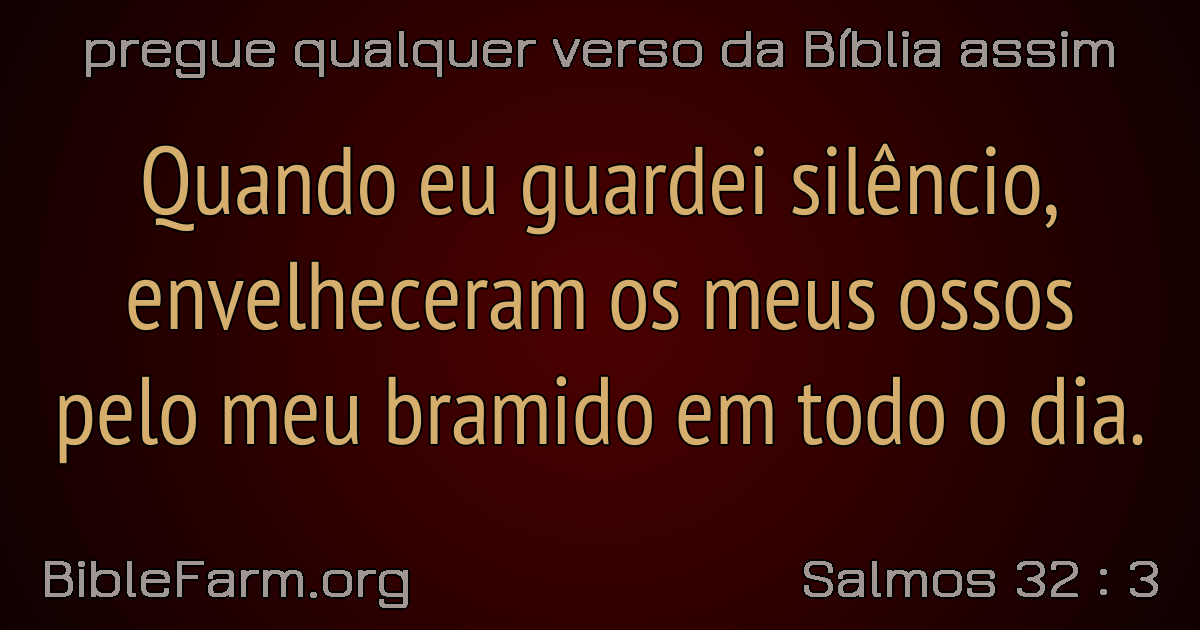 pregue qualquer verso da Bíblia assim
Quando eu guardei silêncio,
envelheceram os meus ossos
pelo meu bramido em todo o dia.
BibleFarm.org
Salmos 32 : 3